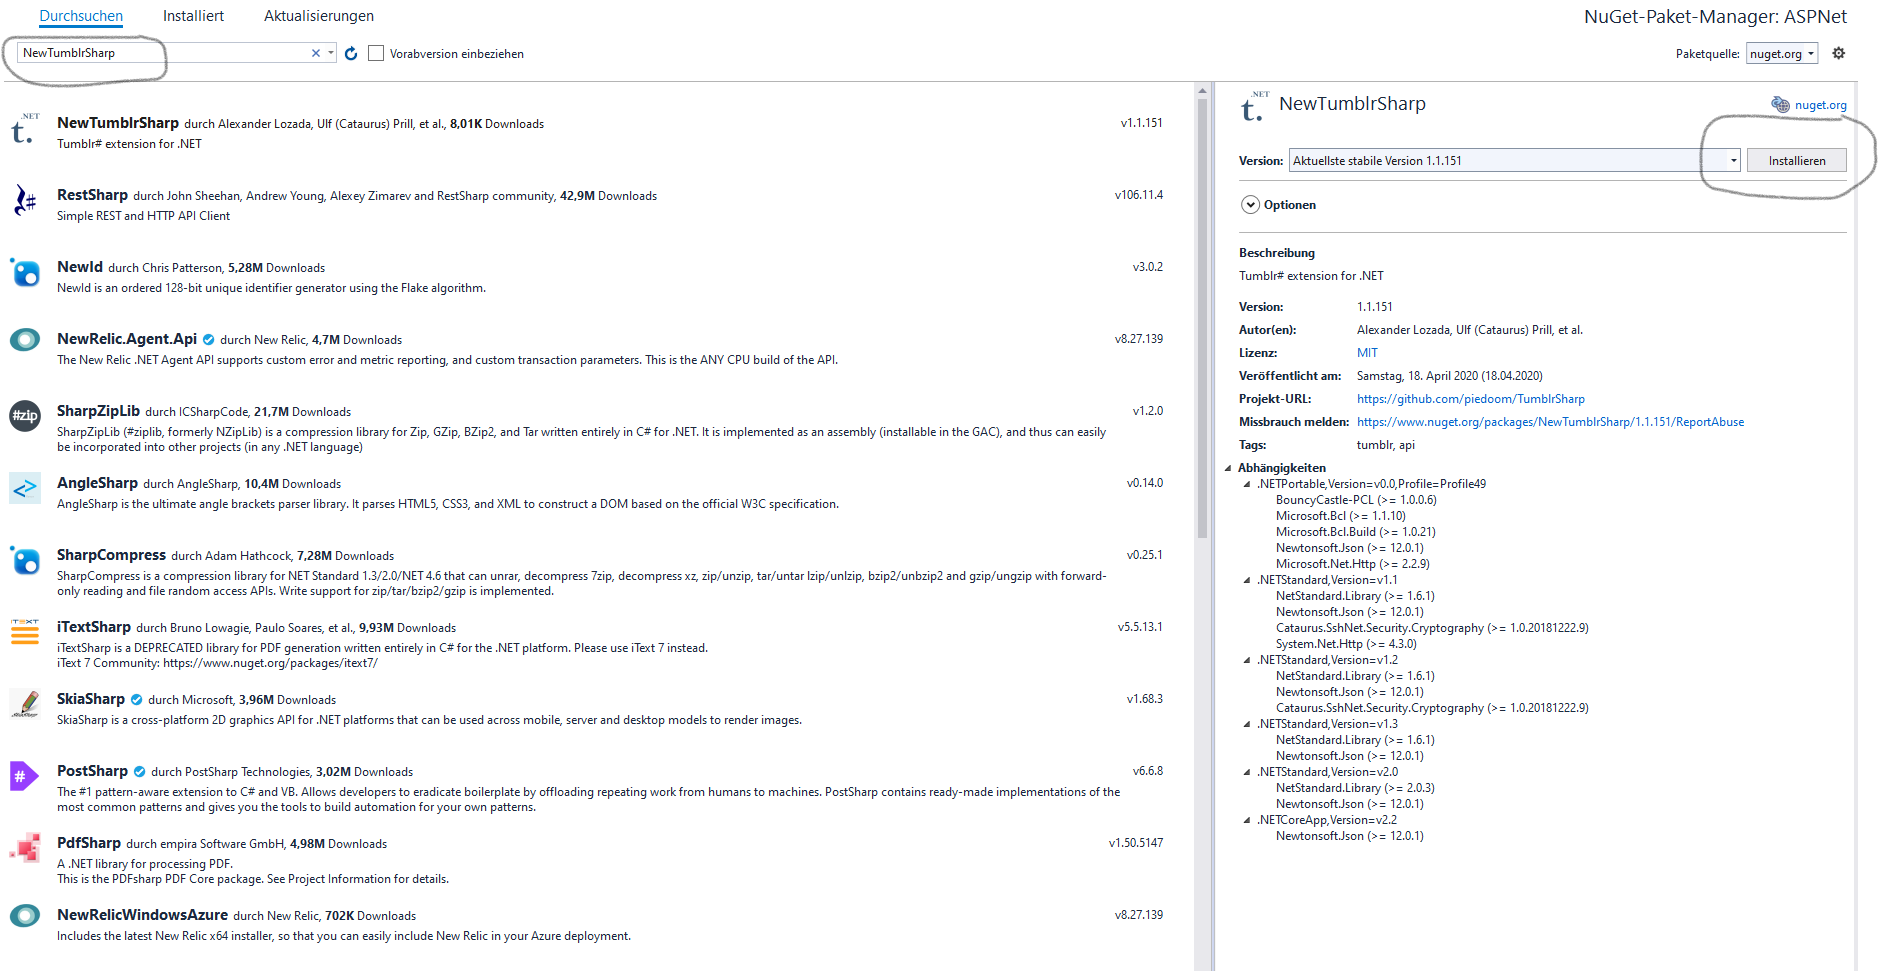 Durchsuchen Installiert Aktualisierungen
NuGet-Paket-Manager: ASPNet
NewTumblrSharp
Vorabversion einbeziehen
Paketquelle: nuget.org
.NET
t.
NewTumblrSharp durch Alexander Lozada, Ulf (Cataurus) Prill, et al., 8,01K Downloads
v1.1.151
Tumblr# extension for .NET
#
RestSharp durch John Sheehan, Andrew Young, Alexey Zimarev and RestSharp community, 42,9M Downloads
v106.11.4
Simple REST and HTTP API Client
NewId durch Chris Patterson, 5,28M Downloads
v3.0.2
NewId is an ordered 128-bit unique identifier generator using the Flake algorithm.
NewRelic.Agent.Api durch New Relic, 4,7M Downloads
v8.27.139
The New Relic .NET Agent API supports custom error and metric reporting, and custom transaction parameters. This is the ANY CPU build of the API.
#zip
SharpZipLib durch ICSharpCode, 21,7M Downloads
v1.2.0
SharpZipLib (#ziplib, formerly NZipLib) is a compression library for Zip, GZip, BZip2, and Tar written entirely in C# for .NET. It is implemented as an assembly (installable in the GAC), and thus can easily
be incorporated into other projects (in any .NET language)
AngleSharp durch AngleSharp, 10,4M Downloads
v0.14.0
AngleSharp is the ultimate angle brackets parser library. It parses HTML5, CSS3, and XML to construct a DOM based on the official W3C specification.
SharpCompress durch Adam Hathcock, 7,28M Downloads
v0.25.1
SharpCompress is a compression library for NET Standard 1.3/2.0/NET 4.6 that can unrar, decompress 7zip, decompress xz, zip/unzip, tar/untar lzip/unlzip, bzip2/unbzip2 and gzip/ungzip with forward-
only reading and file random access APIs. Write support for zip/tar/bzip2/gzip is implemented.
iTEXT
iTextSharp durch Bruno Lowagie, Paulo Soares, et al., 9,93M Downloads
v5.5.13.1
iTextSharp is a DEPRECATED library for PDF generation written entirely in C# for the .NET platform. Please use iText 7 instead.
iText 7 Community: https://www.nuget.org/packages/itext7/
SkiaSharp durch Microsoft, 3,96M Downloads
v1.68.3
SkiaSharp is a cross-platform 2D graphics API for .NET platforms that can be used across mobile, server and desktop models to render images.
#
PostSharp durch PostSharp Technologies, 3,02M Downloads
v6.6.8
The #1 pattern-aware extension to C# and VB. Allows developers to eradicate boilerplate by offloading repeating work from humans to machines. PostSharp contains ready-made implementations of the
most common patterns and gives you the tools to build automation for your own patterns.
PdfSharp durch empira Software GmbH, 4,98M Downloads
v1.50.5147
A .NET library for processing PDF.
This is the PDFsharp PDF Core package. See Project Information for details.
NewRelicWindowsAzure durch New Relic, 702K Downloads
v8.27.139
Includes the latest New Relic x64 installer, so that you can easily include New Relic in your Azure deployment.
.NET
t.
NewTumblrSharp
nuget.org
Version: Aktuellste stabile Version 1.1.151 Installieren
Optionen
Beschreibung
Tumblr# extension for .NET
Version: 1.1.151
Autor(en): Alexander Lozada, Ulf (Cataurus) Prill, et al.
Lizenz: MIT
Veröffentlicht am: Samstag, 18. April 2020 (18.04.2020)
Projekt-URL: https://github.com/piedoom/TumblrSharp
Missbrauch melden: https://www.nuget.org/packages/NewTumblrSharp/1.1.151/ReportAbuse
Tags: tumblr, api
Abhängigkeiten
.NETPortable,Version=v0.0,Profile=Profile49
BouncyCastle-PCL (>= 1.0.0.6)
Microsoft.Bcl (>= 1.1.10)
Microsoft.Bcl.Build (>= 1.0.21)
Newtonsoft.Json (>= 12.0.1)
Microsoft.Net.Http (>= 2.2.9)
.NETStandard,Version=v1.1
NetStandard.Library (>= 1.6.1)
Newtonsoft.Json (>= 12.0.1)
Cataurus.SshNet.Security.Cryptography (>= 1.0.20181222.9)
System.Net.Http (>= 4.3.0)
.NETStandard,Version=v1.2
NetStandard.Library (>= 1.6.1)
Newtonsoft.Json (>= 12.0.1)
Cataurus.SshNet.Security.Cryptography (>= 1.0.20181222.9)
.NETStandard,Version=v1.3
NetStandard.Library (>= 1.6.1)
Newtonsoft.Json (>= 12.0.1)
.NETStandard,Version=v2.0
NetStandard.Library (>= 2.0.3)
Newtonsoft.Json (>= 12.0.1)
.NETCoreApp,Version=v2.2
Newtonsoft.Json (>= 12.0.1)